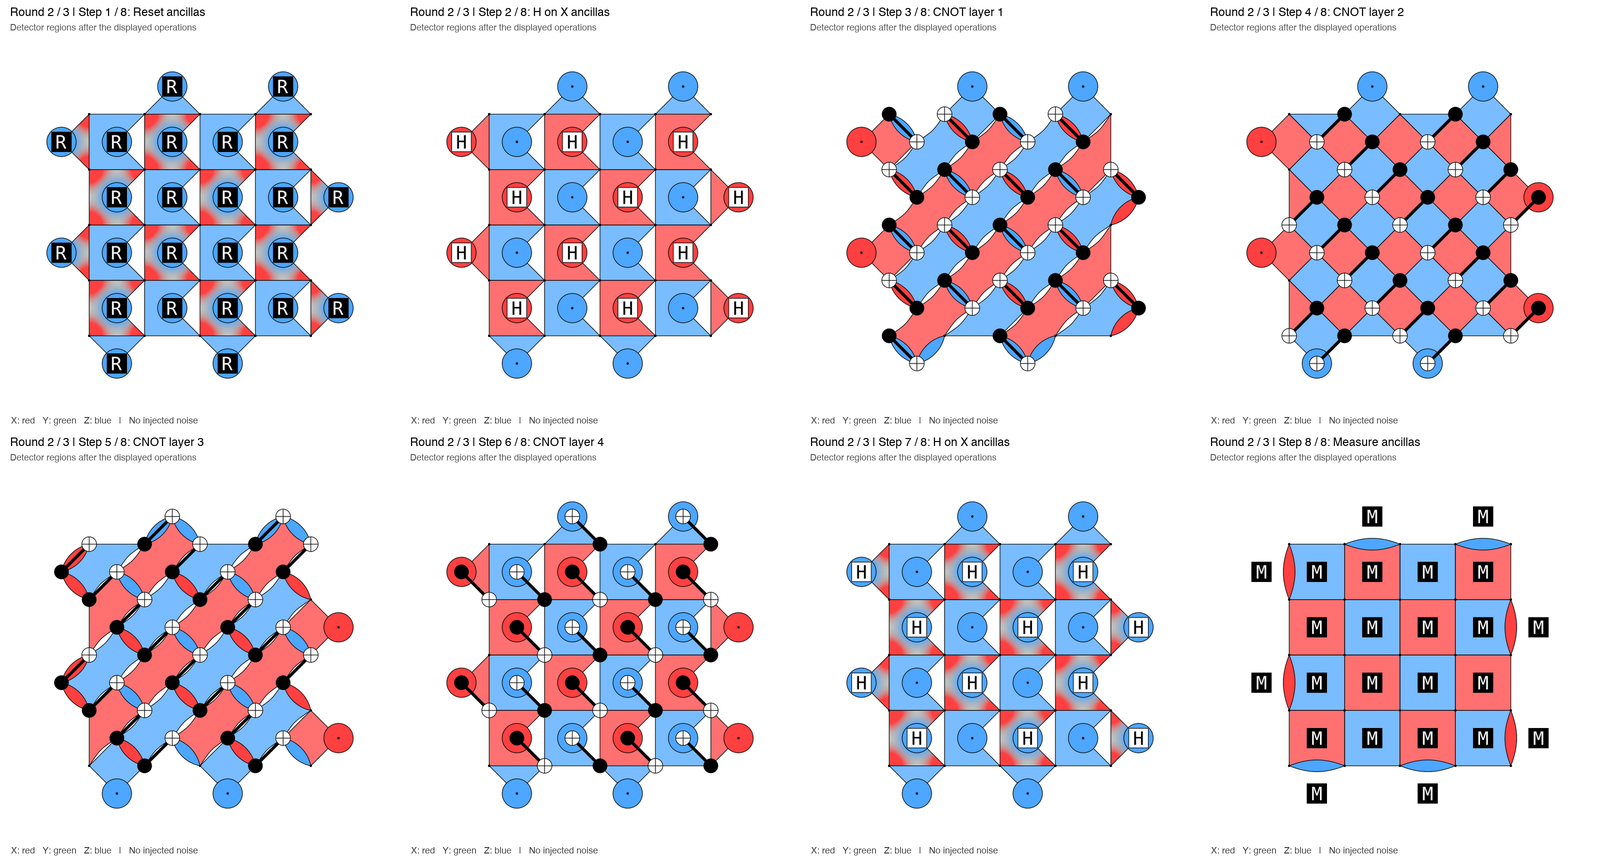 Round 2 / 3 | Step 1 / 8: Reset ancillas
Detector regions after the displayed operations
R R
R R R R R
R R R R R
R R R R R
R R R R R
R R
X: red Y: green Z: blue | No injected noise
Round 2 / 3 | Step 2 / 8: H on X ancillas
Detector regions after the displayed operations
H H H
H H H
H H H
H H H
X: red Y: green Z: blue | No injected noise
Round 2 / 3 | Step 3 / 8: CNOT layer 1
Detector regions after the displayed operations
X: red Y: green Z: blue | No injected noise
Round 2 / 3 | Step 4 / 8: CNOT layer 2
Detector regions after the displayed operations
X: red Y: green Z: blue | No injected noise
Round 2 / 3 | Step 5 / 8: CNOT layer 3
Detector regions after the displayed operations
X: red Y: green Z: blue | No injected noise
Round 2 / 3 | Step 6 / 8: CNOT layer 4
Detector regions after the displayed operations
X: red Y: green Z: blue | No injected noise
Round 2 / 3 | Step 7 / 8: H on X ancillas
Detector regions after the displayed operations
H H H
H H H
H H H
H H H
X: red Y: green Z: blue | No injected noise
Round 2 / 3 | Step 8 / 8: Measure ancillas
Detector regions after the displayed operations
M M
M M M M M
M M M M M
M M M M M
M M M M M
M M
X: red Y: green Z: blue | No injected noise